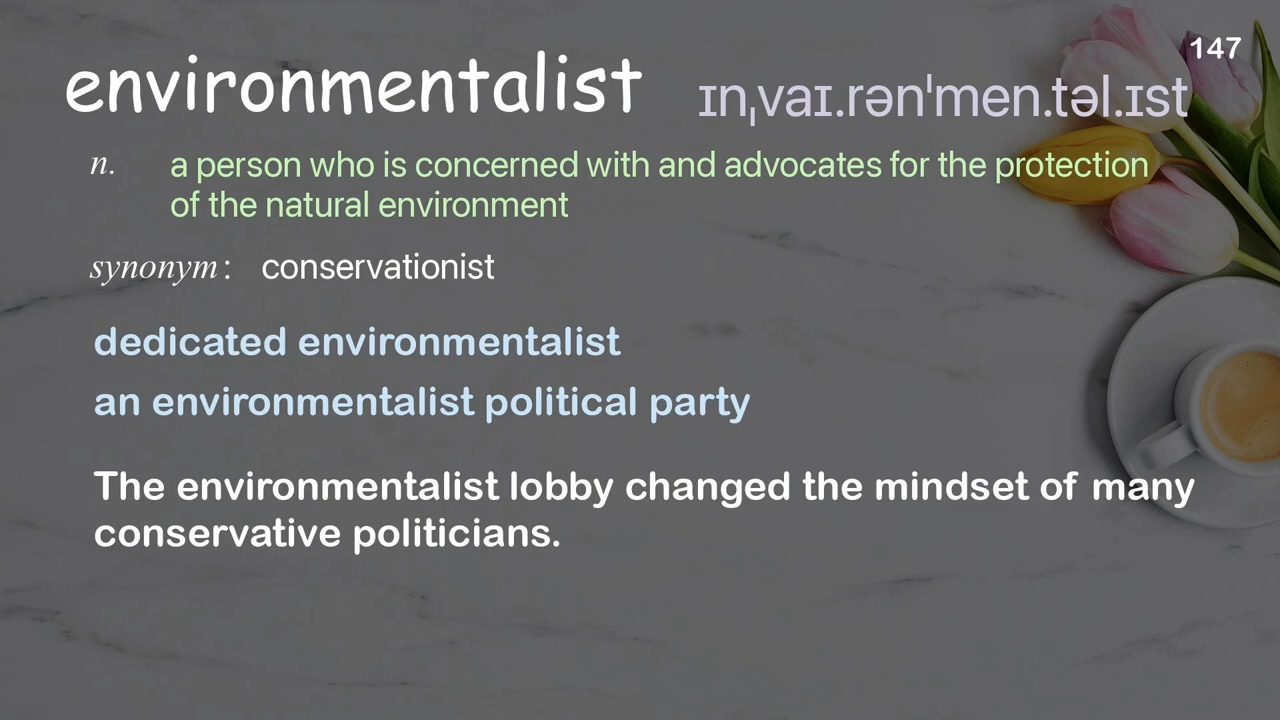 147
environmentalist ɪnˌvaɪ.rənˈmen.təl.ɪst
n. a person who is concerned with and advocates for the protection
of the natural environment
synonym: conservationist
dedicated environmentalist
an environmentalist political party
The environmentalist lobby changed the mindset of many
conservative politicians.